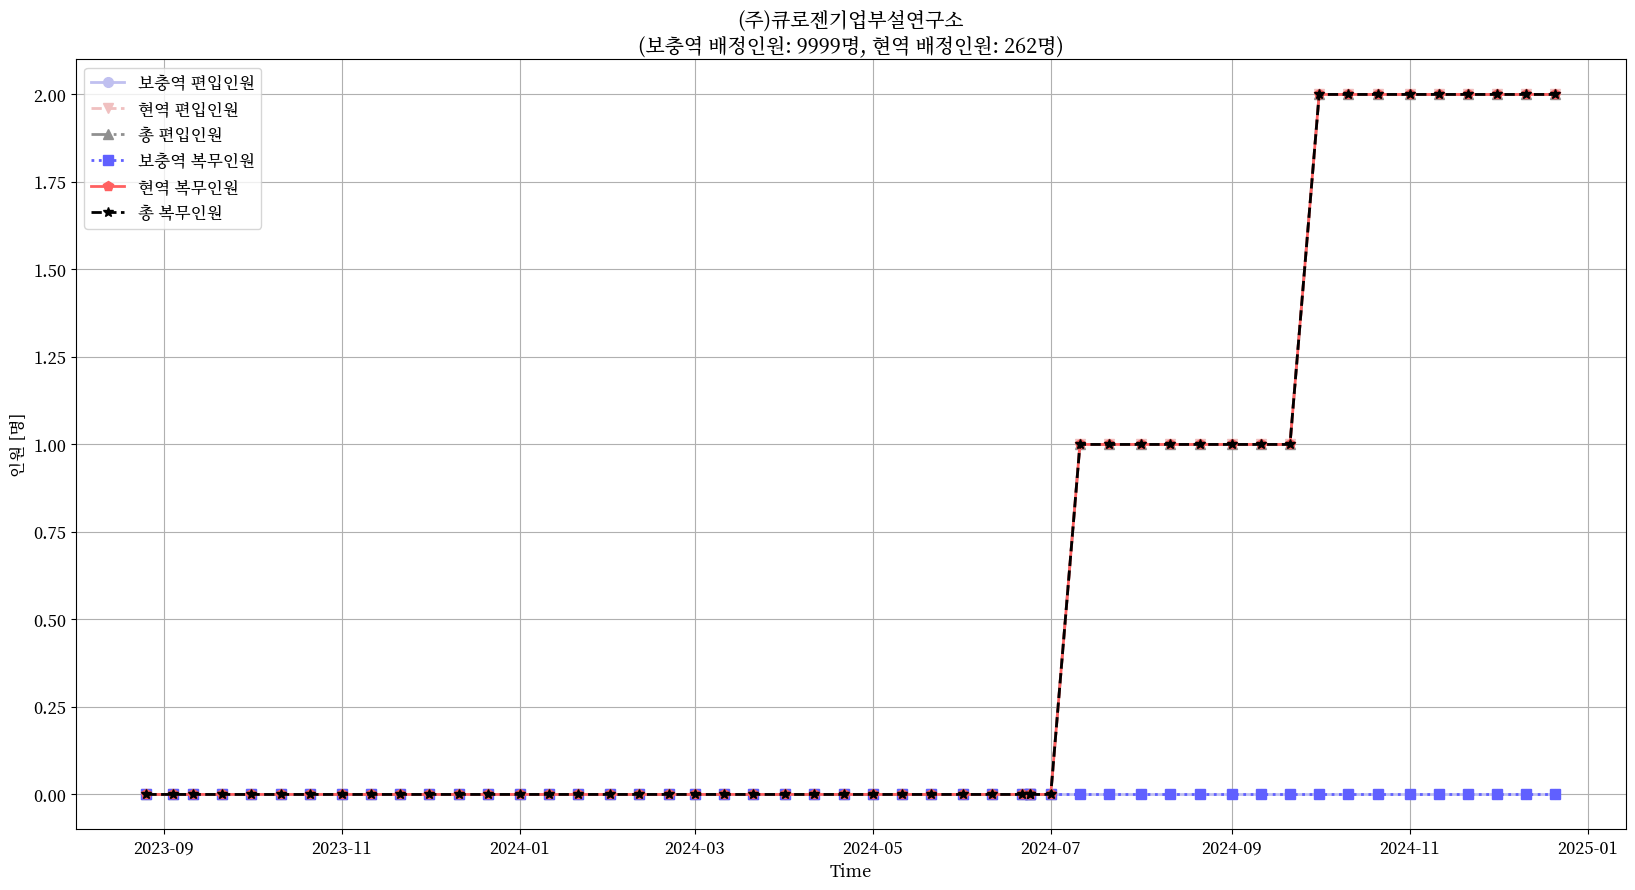 (주)큐로젠기업부설연구소
(보충역 배정인원: 9999명, 현역 배정인원: 262명)
보충역 편입인원
현역 편입인원
총 편입인원
보충역 복무인원
현역 복무인원
총 복무인원
2.00
1.75
1.50
1.25
1.00
0.75
0.50
0.25
0.00
인원 [명]
2023-09
2023-11
2024-01
2024-03
2024-05
2024-07
2024-09
2024-11
2025-01
Time